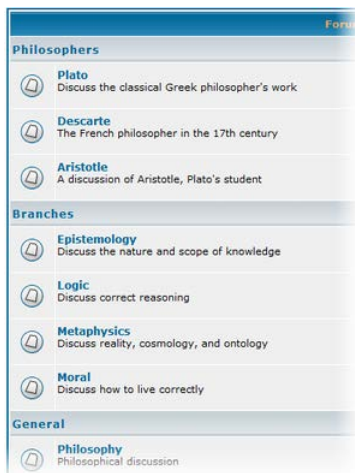 Foru
Philosophers
Plato
Discuss the classical Greek philosopher's work
Descarte
The French philosopher in the 17th century
Aristotle
A discussion of Aristotle, Plato's student
Branches
Epistemology
Discuss the nature and scope of knowledge
Logic
Discuss correct reasoning
Metaphysics
Discuss reality, cosmology, and ontology
Moral
Discuss how to live correctly
General
Philosophy
Philosophical discussion